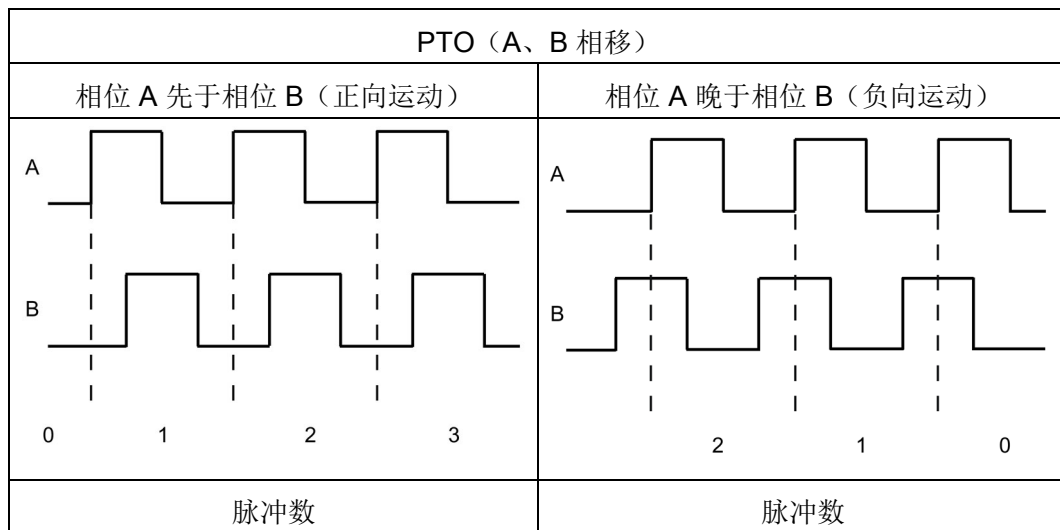 PTO（A、B 相移）
相位 A 先于相位 B（正向运动）
相位 A 晚于相位 B（负向运动）
A
B
0 1 2 3
A
B
2 1 0
脉冲数
脉冲数